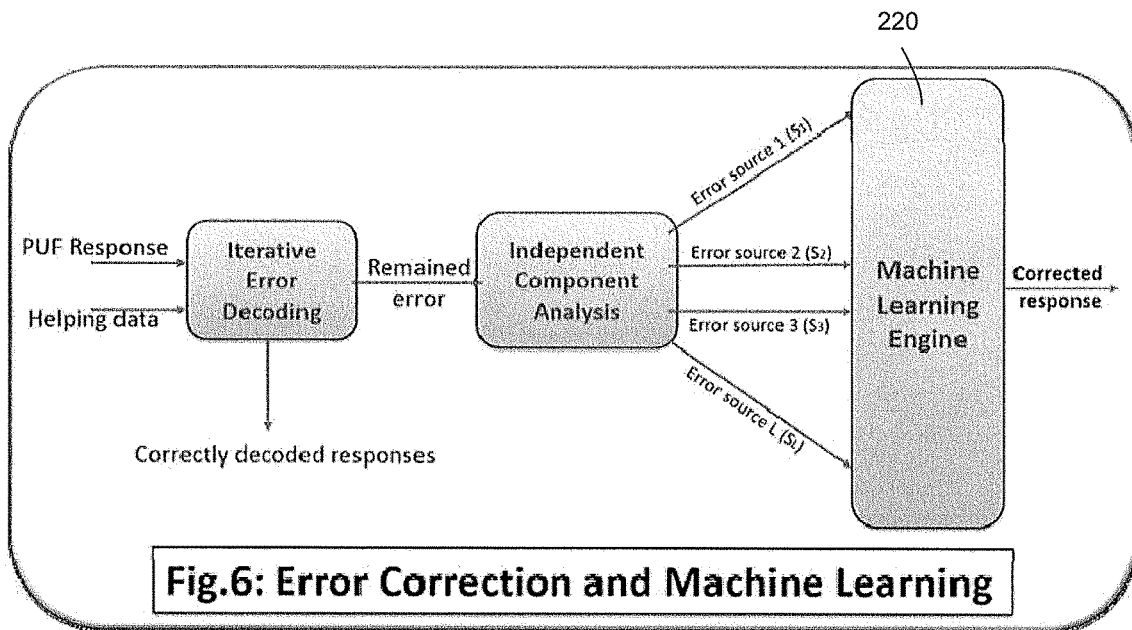 220
PUF Response
Helping data
Iterative
Error
Decoding
Remained
error
Correctly decoded responses
Independent
Component
Analysis
Error source 1 (S1)
Error source 2 (S2)
Error source 3 (S3)
Error source L (SL)
Machine
Learning
Engine
Corrected
response
Fig.6: Error Correction and Machine Learning